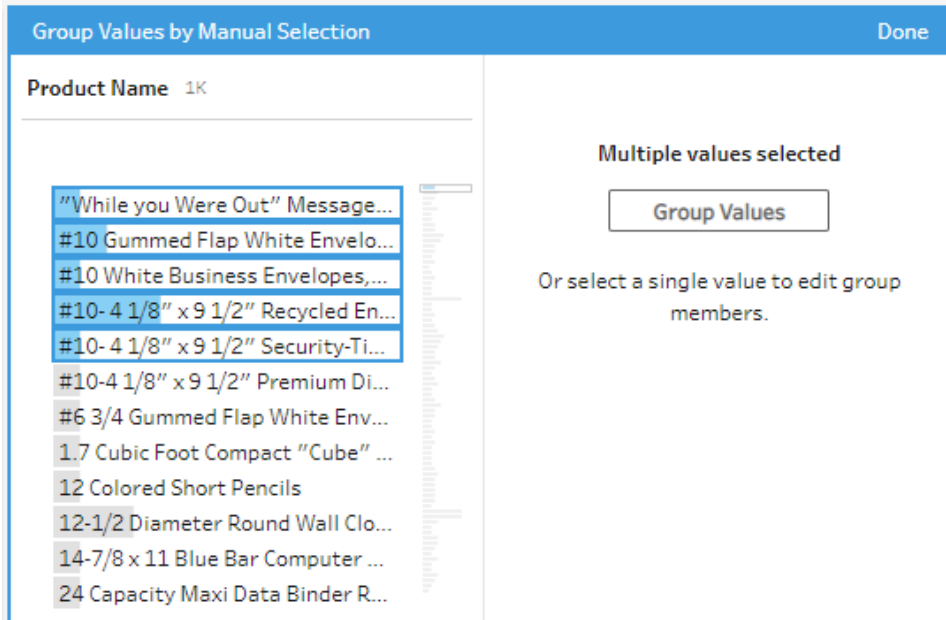 Group Values by Manual Selection Done
Product Name 1K
"While you Were Out" Message...
#10 Gummed Flap White Envelo...
#10 White Business Envelopes,...
#10- 4 1/8" x 9 1/2" Recycled En...
#10- 4 1/8" x 9 1/2" Security-Ti...
#10-4 1/8" x 9 1/2" Premium Di...
#6 3/4 Gummed Flap White Env...
1.7 Cubic Foot Compact "Cube" ...
12 Colored Short Pencils
12-1/2 Diameter Round Wall Clo...
14-7/8 x 11 Blue Bar Computer ...
24 Capacity Maxi Data Binder R...
Multiple values selected
Group Values
Or select a single value to edit group
members.